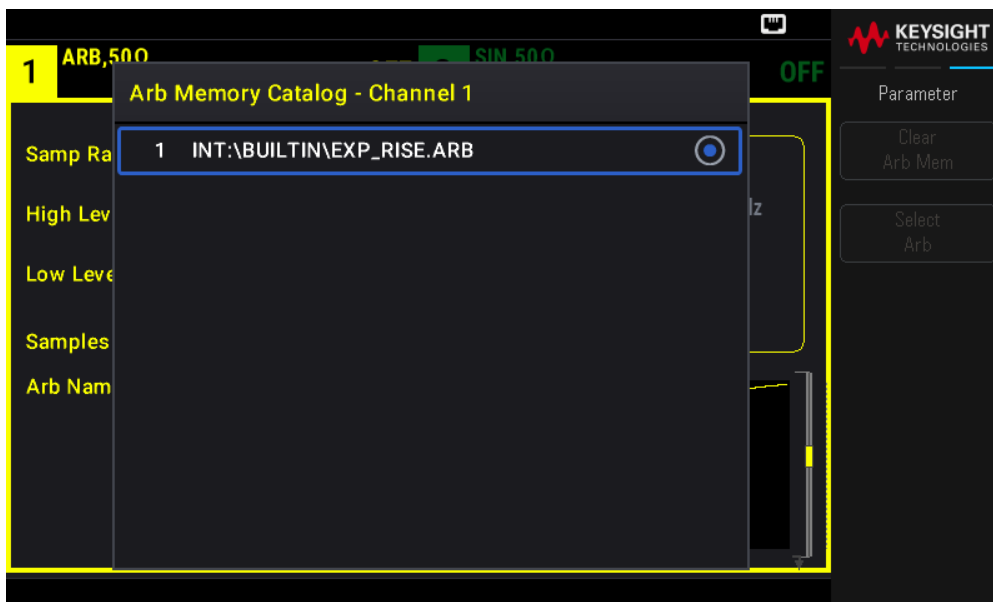 KEYSIGHT
TECHNOLOGIES
1
ARB,50Ω
SIN,50Ω
OFF
Parameter
Arb Memory Catalog - Channel 1
Clear
Arb Mem
1 INT:\BUILTIN\EXP_RISE.ARB
Samp Ra
High Lev
Select
Arb
Low Leve
Samples
Arb Nam